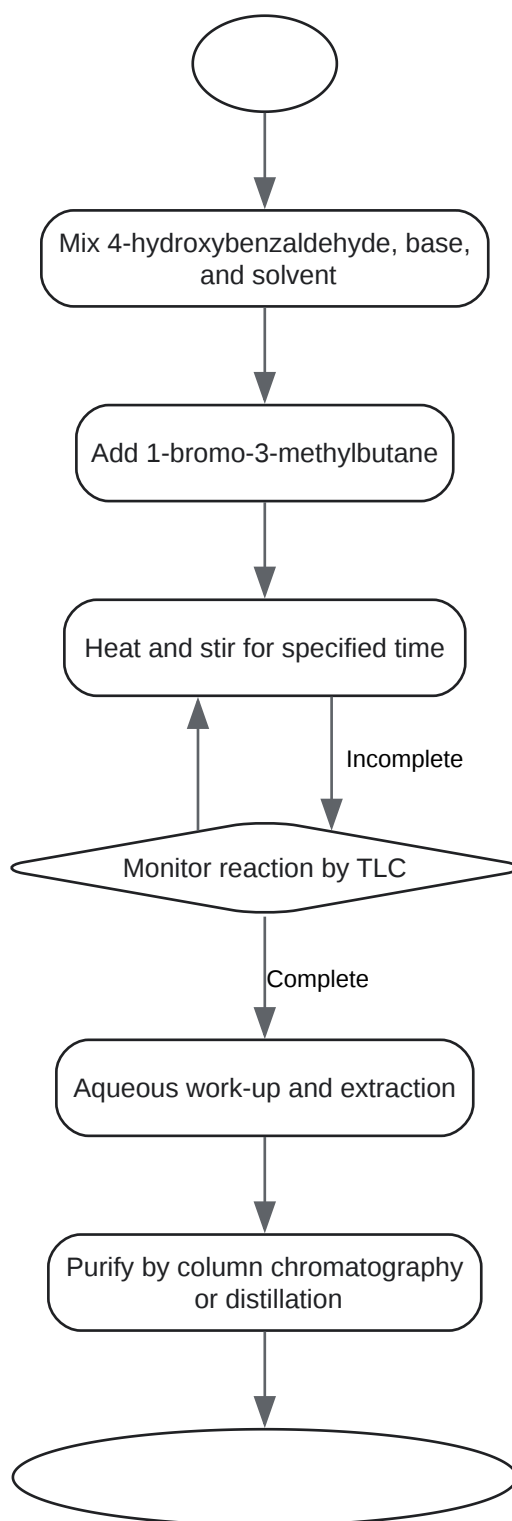 Mix 4-hydroxybenzaldehyde, base,
and solvent
Add 1-bromo-3-methylbutane
Heat and stir for specified time
Incomplete
Monitor reaction by TLC
Complete
Aqueous work-up and extraction
Purify by column chromatography
or distillation